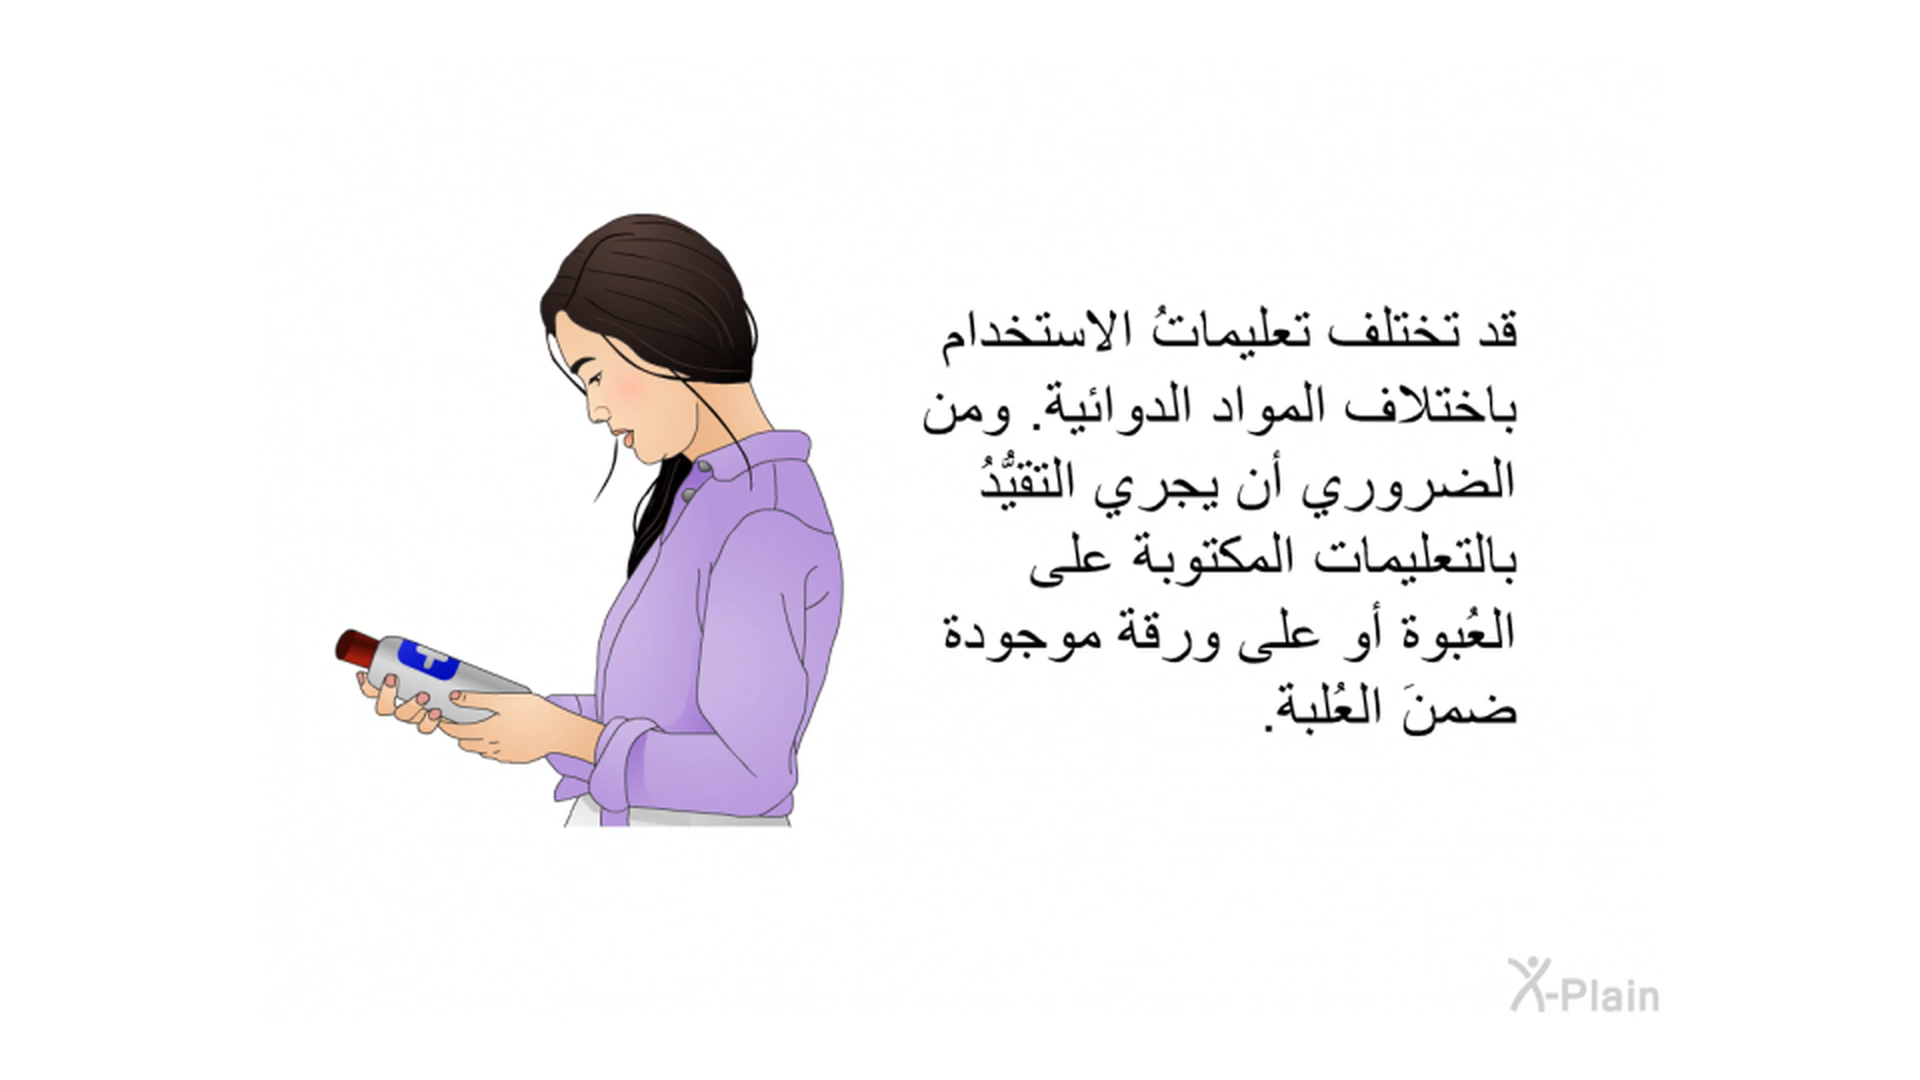 قد تختلف تعليماتُ الاستخدام
باختلاف المواد الدوائية. ومن
الضروري أن يجري التقيُّدُ
بالتعليمات المكتوبة على
العُبوة أو على ورقة موجودة
ضمنَ العُلبة.
X-Plain